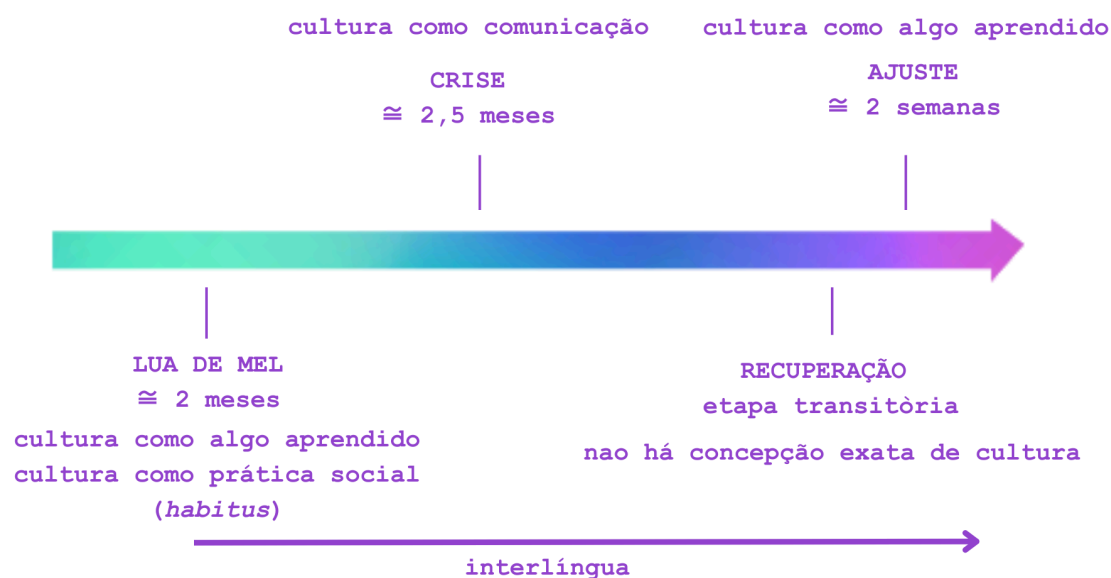 cultura como comunicação
CRISE
≅ 2,5 meses
cultura como algo aprendido
AJUSTE
≅ 2 semanas
LUA DE MEL
≅ 2 meses
cultura como algo aprendido
cultura como prática social
(habitus)
RECUPERAÇÃO
etapa transitòria
nao há concepção exata de cultura
interlíngua